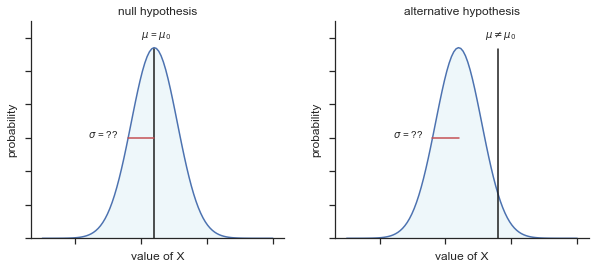 null hypothesis
μ = μ₀
σ = ??
probability
value of X
alternative hypothesis
μ ≠ μ₀
σ = ??
probability
value of X